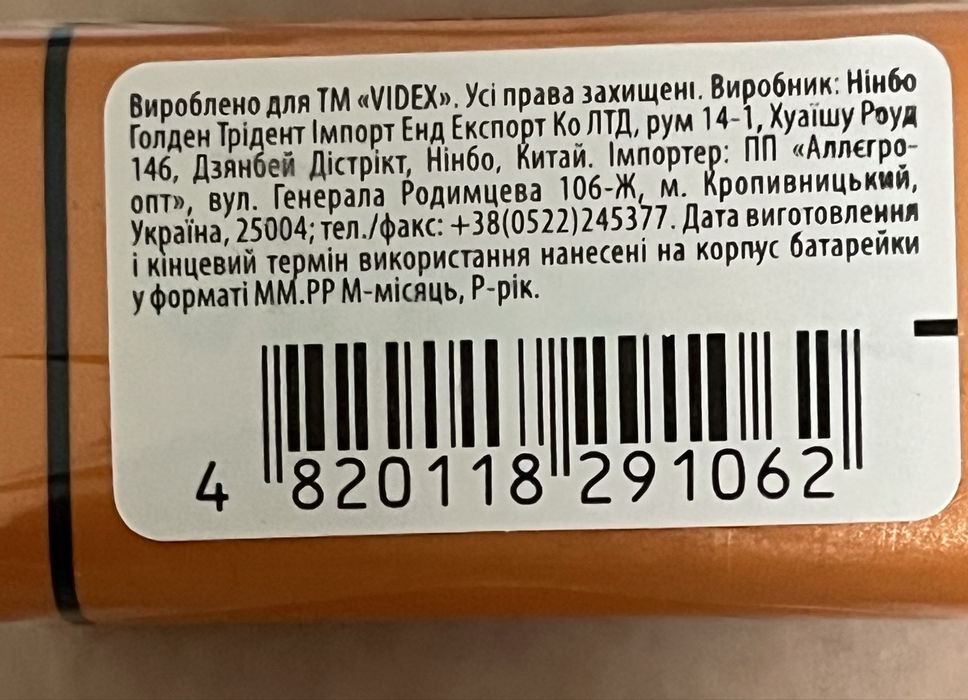 Вироблено для ТМ «VIDEX». Усі права захищені. Виробник: Нінбо
Голден Трідент Імпорт Енд Експорт Ко ЛТД, рум 14-1, Хуаїшу Роуд
146, Дзянбей Дістрікт, Нінбо, Китай. Імпортер: ПП «Аллєгро-
опт», вул. Генерала Родимцева 106-Ж, м. Кропивницький,
Україна, 25004; тел./факс: +38(0522)245377. Дата виготовлення
і кінцевий термін використання нанесені на корпус батарейки
у форматі ММ.РР М-місяць, Р-рік.
4 820118 291062